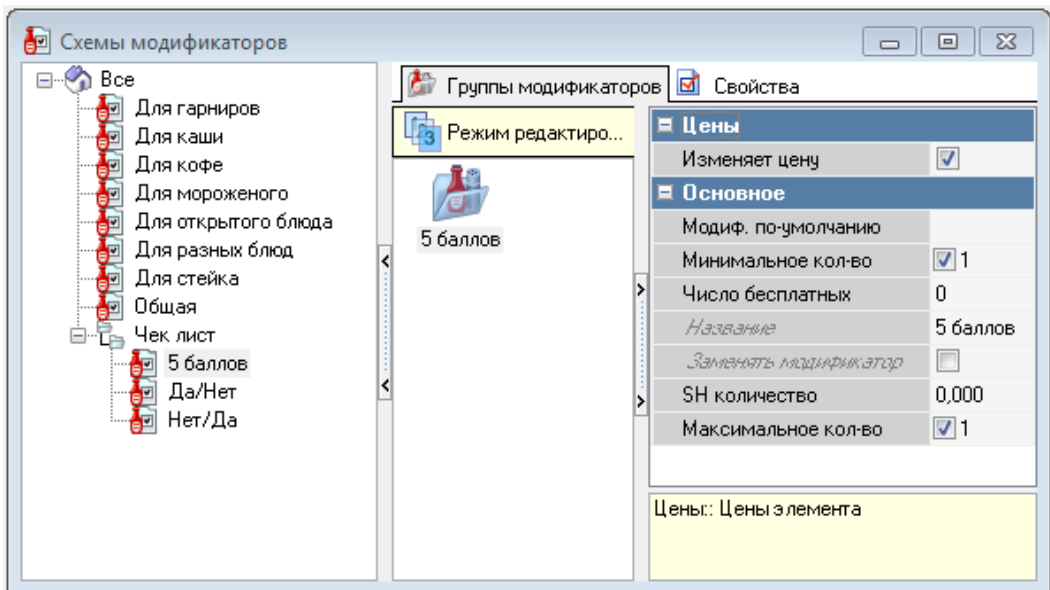 Схемы модификаторов
Все
Для гарниров
Для каши
Для кофе
Для мороженого
Для открытого блюда
Для разных блюд
Для стейка
Общая
Чек лист
5 баллов
Да/Нет
Нет/Да
Группы модификаторов
Свойства
3 Режим редактиро...
5 баллов
Цены
Изменяет цену
Основное
Модиф. по-умолчанию
Минимальное кол-во 1
Число бесплатных 0
Название 5 баллов
Заменять модификатор
SH количество 0,000
Максимальное кол-во 1
Цены:: Цены элемента